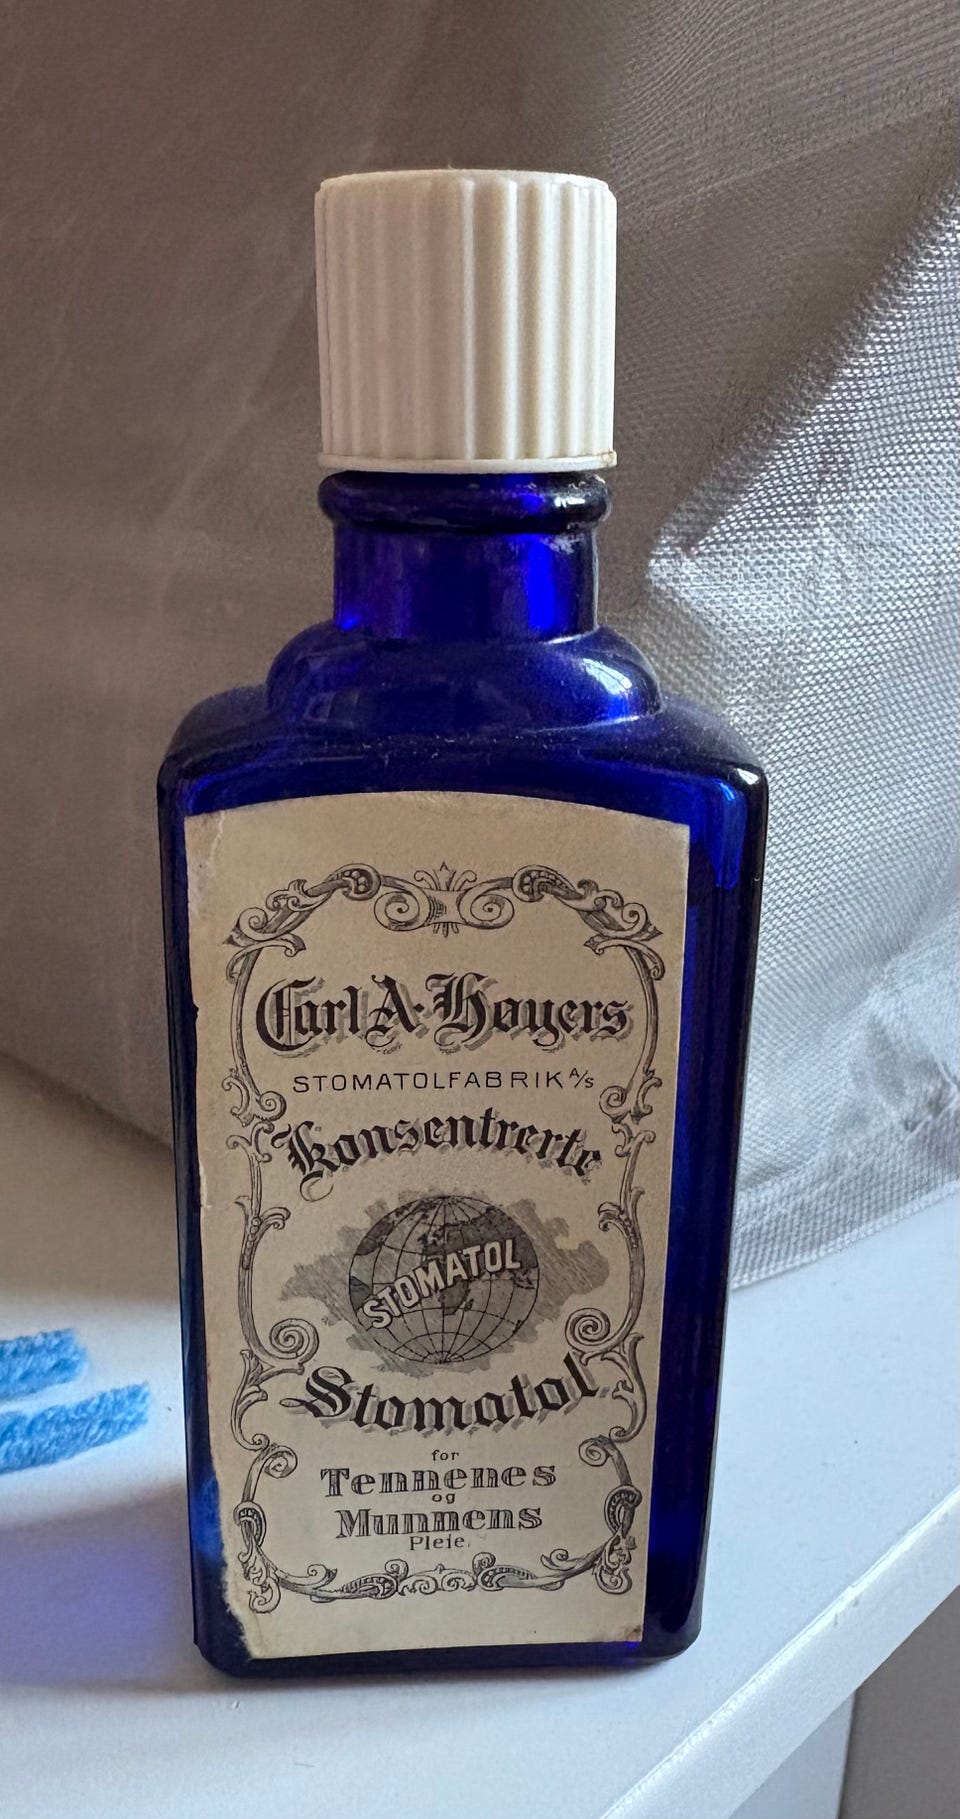 Carl A. Høyers
STOMATOLFABRIK A/S
Konsentrerte
STOMATOL
Stomatol
for
Tennenes
og
Munnens
Pleie.